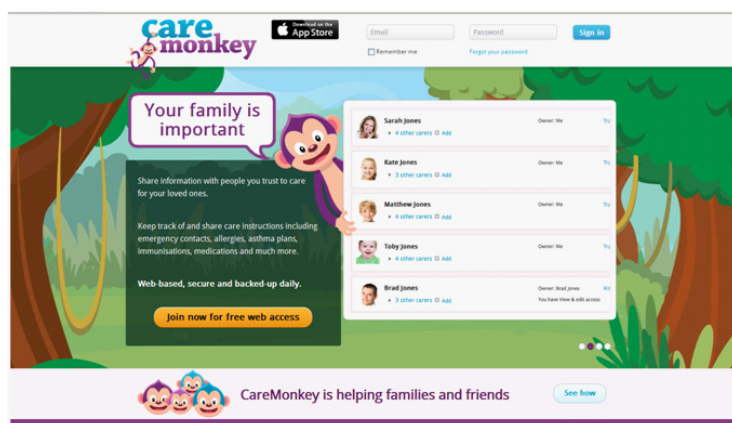 care
monkey
Download on the
App Store
Email
Password
Sign in
Remember me
Forgot your password
Your family is
important
Share information with people you trust to care
for your loved ones.
Keep track of and share care instructions including
emergency contacts, allergies, asthma plans,
immunisations, medications and much more.
Web-based, secure and backed-up daily.
Join now for free web access
Sarah Jones
Owner: Me
4 other carers Add
Kate Jones
Owner: Me
3 other carers Add
Matthew Jones
Owner: Me
4 other carers Add
Toby Jones
Owner: Me
4 other carers Add
Brad Jones
Owner: Brad Jones
3 other carers Add
You have View & edit access
CareMonkey is helping families and friends
See how